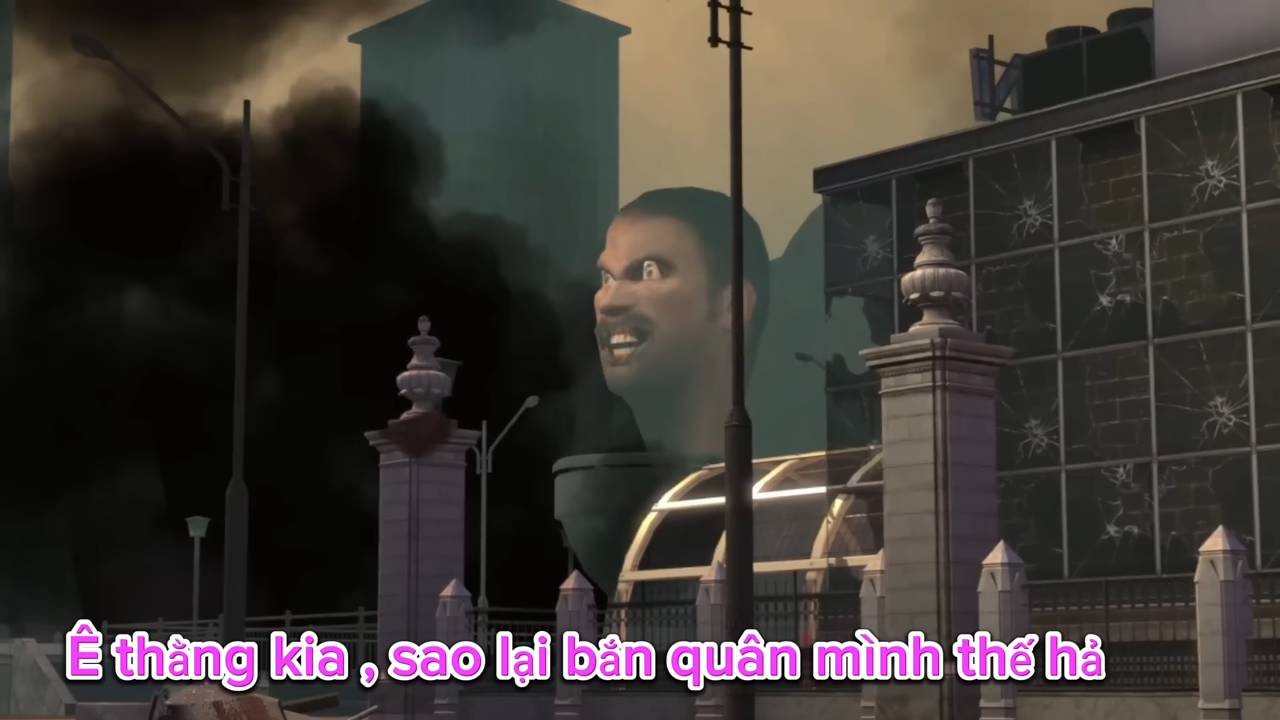 Ê thằng kia , sao lại bắn quân mình thế hả